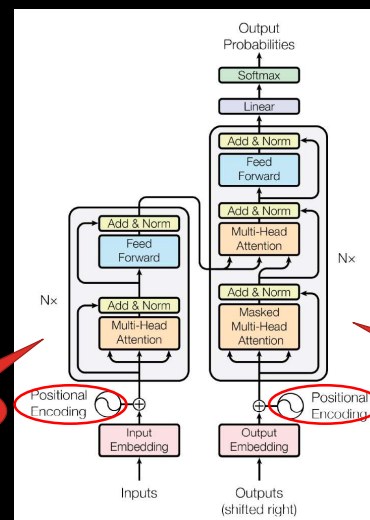 Output
Probabilities
Softmax
Linear
Add & Norm
Feed
Forward
Add & Norm
Multi-Head
Attention
Nx
Add & Norm
Masked
Multi-Head
Attention
Positional
Encoding
Output
Embedding
Outputs
(shifted right)
Add & Norm
Feed
Forward
Nx
Add & Norm
Multi-Head
Attention
Positional
Encoding
Input
Embedding
Inputs